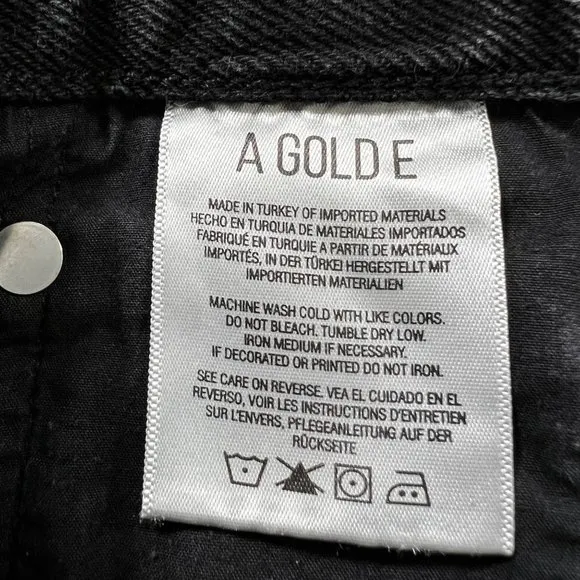 A GOLD E
MADE IN TURKEY OF IMPORTED MATERIALS
HECHO EN TURQUIA DE MATERIALES IMPORTADOS
FABRIQUÉ EN TURQUIE A PARTIR DE MATÉRIAUX
IMPORTÉS, IN DER TÜRKEI HERGESTELLT MIT
IMPORTIERTEN MATERIALIEN
MACHINE WASH COLD WITH LIKE COLORS.
DO NOT BLEACH. TUMBLE DRY LOW.
IRON MEDIUM IF NECESSARY.
IF DECORATED OR PRINTED DO NOT IRON.
SEE CARE ON REVERSE. VEA EL CUIDADO EN EL
REVERSO, VOIR LES INSTRUCTIONS D'ENTRETIEN
SUR L'ENVERS, PFLEGEANLEITUNG AUF DER
RÜCKSEITE